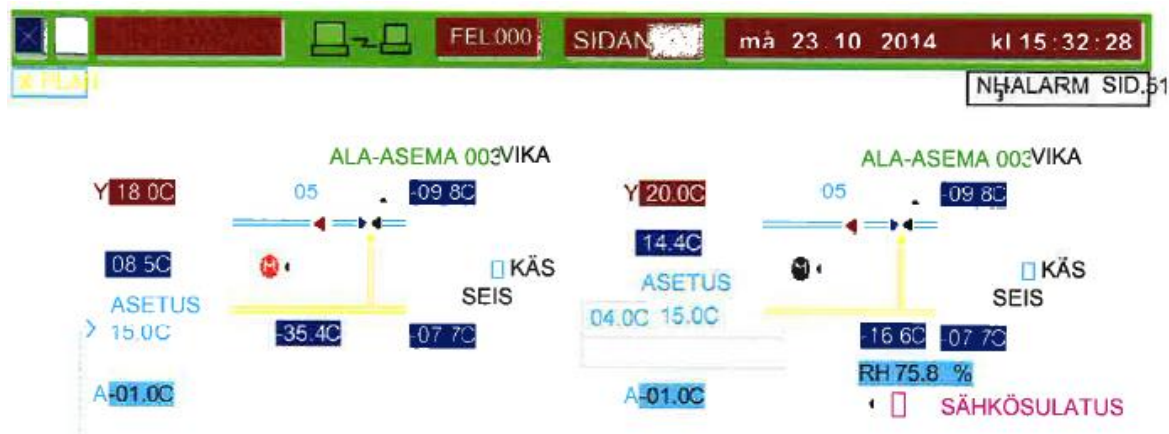 FEL 000 SIDAN må 23 10 2014 kl 15:32:28
x PLAN
NH3 ALARM SID.51
ALA-ASEMA 003 VIKA ALA-ASEMA 003 VIKA
Y 18 0C 05 -09 8C Y 20.0C 05 -09 8C
08 5C 14.4C
KÄS KÄS
ASETUS SEIS ASETUS SEIS
15.0C 04.0C 15.0C
-35.4C -07 7C -16 6C -07 7C
RH 75.8 %
A -01.0C A -01.0C
SÄHKÖSULATUS